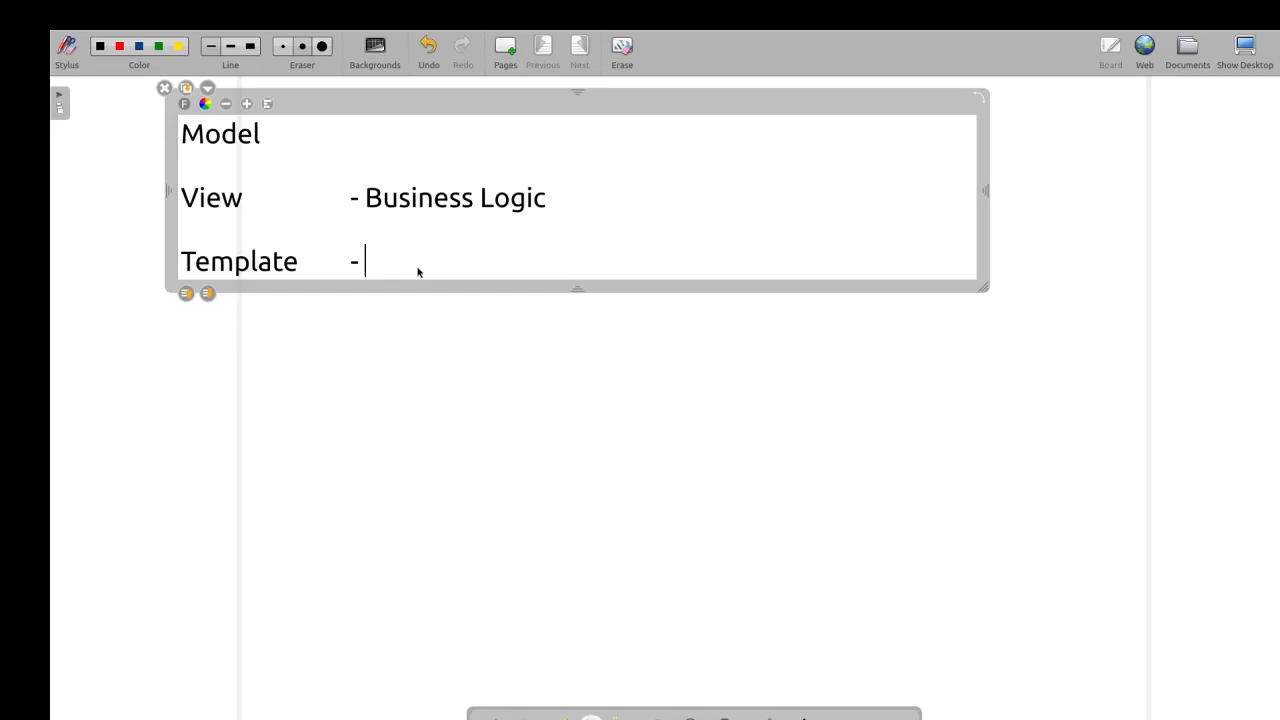 Stylus
Color
Line
Eraser
Backgrounds
Undo
Redo
Pages
Previous
Next
Erase
Board
Web
Documents
Show Desktop
F
Model
View - Business Logic
Template -